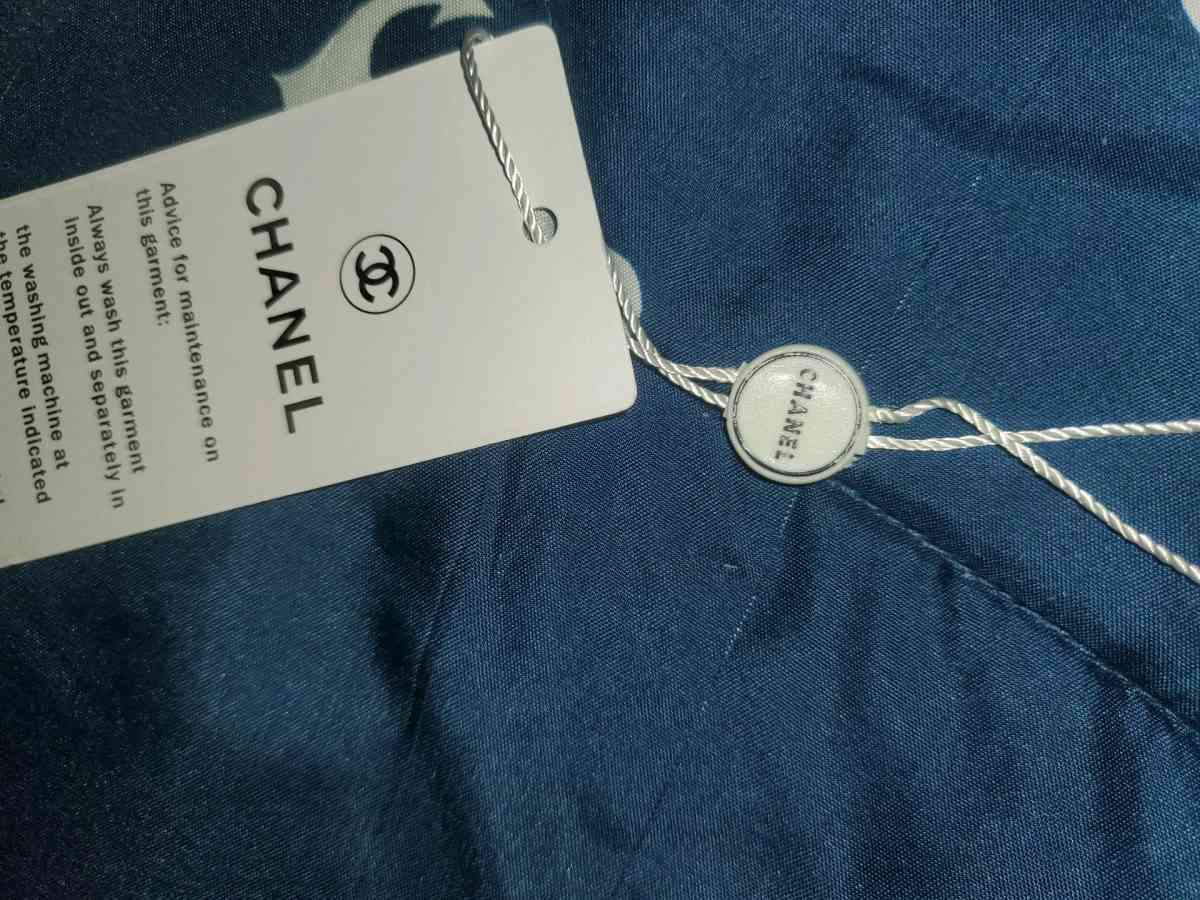 CHANEL
Advice for maintenance on
this garment:
Always wash this garment
inside out and separately in
the washing machine at
the temperature indicated
CHANEL